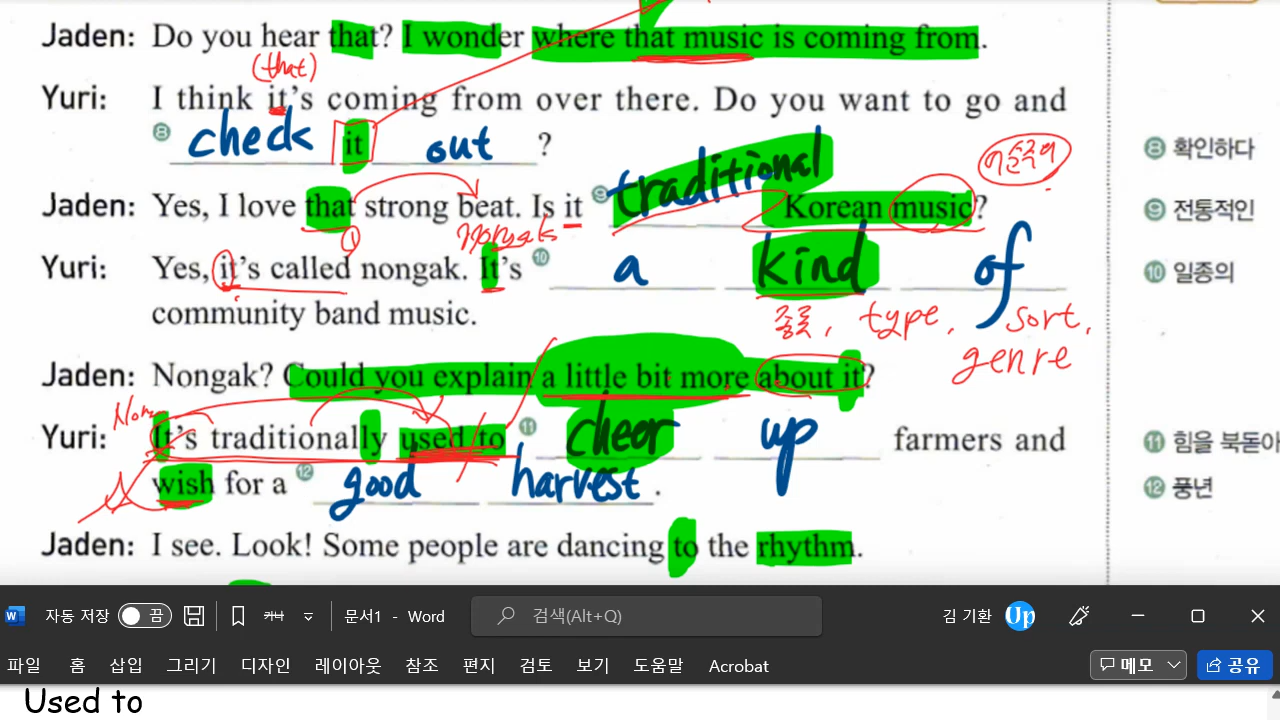 Jaden: Do you hear that? I wonder where that music is coming from.
(that)
Yuri: I think it's coming from over there. Do you want to go and
⑧ check it out ? ⑧ 확인하다
Jaden: Yes, I love that strong beat. Is it ⑨ traditional Korean music? ⑨ 전통적인
①
Yuri: Yes, it's called nongak. It's ⑩ a kind of ⑩ 일종의
community band music.
종류, type, sort,
genre
Jaden: Nongak? Could you explain a little bit more about it?
Yuri: It's traditionally used to ⑪ cheer up farmers and ⑪ 힘을 북돋아
wish for a ⑫ good harvest. ⑫ 풍년
Jaden: I see. Look! Some people are dancing to the rhythm.
자동 저장 끔 문서1 - Word 검색(Alt+Q) 김 기환 Up
파일 홈 삽입 그리기 디자인 레이아웃 참조 편지 검토 보기 도움말 Acrobat 메모 공유
Used to